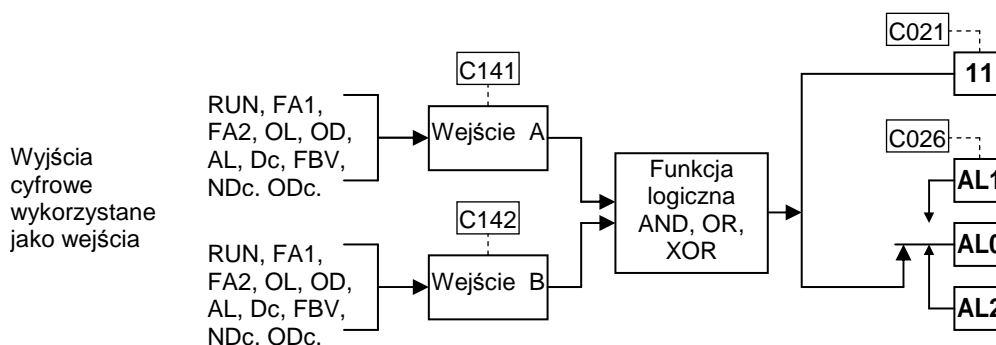 C021
11
C141
RUN, FA1,
FA2, OL, OD,
AL, Dc, FBV,
NDc. ODc.
Wejście A
C026
AL1
Wyjścia
cyfrowe
wykorzystane
jako wejścia
Funkcja
logiczna
AND, OR,
XOR
C142
AL0
RUN, FA1,
FA2, OL, OD,
AL, Dc, FBV,
NDc. ODc.
Wejście B
AL2